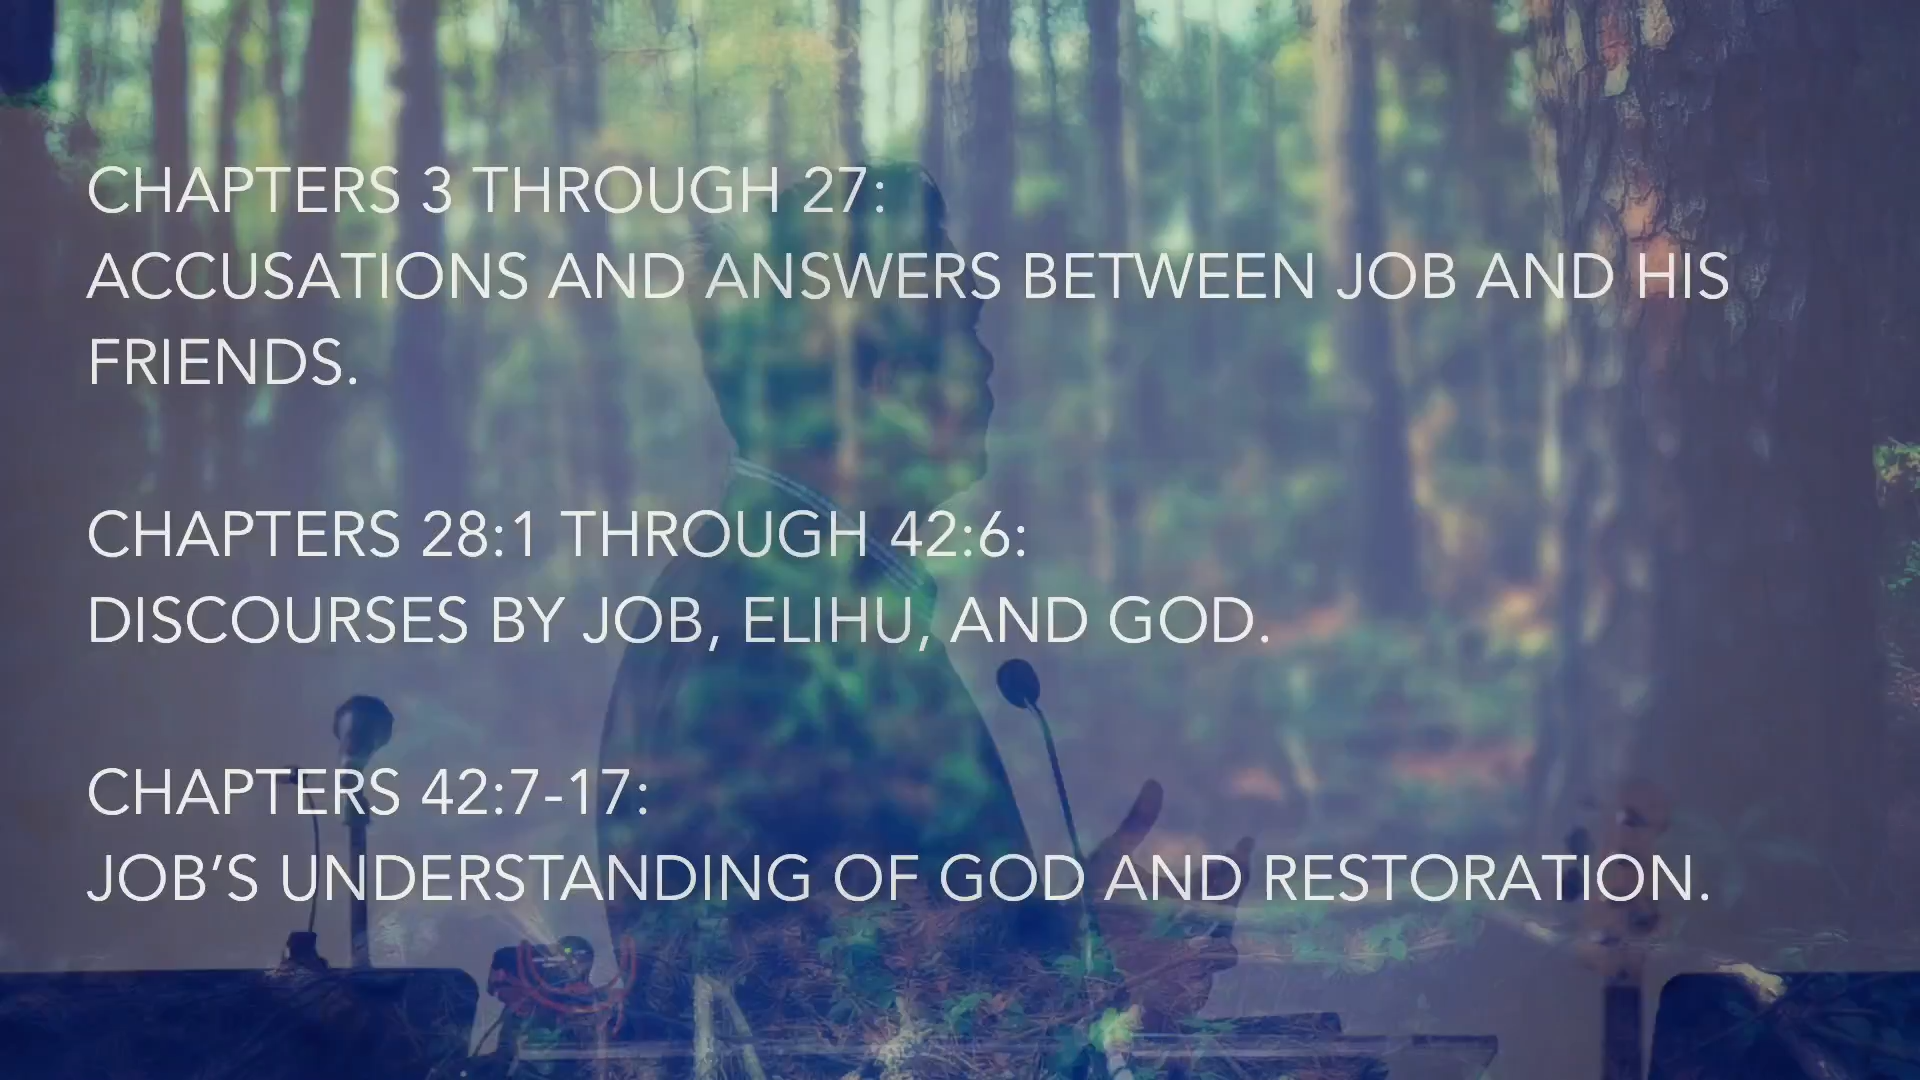 CHAPTERS 3 THROUGH 27:
ACCUSATIONS AND ANSWERS BETWEEN JOB AND HIS
FRIENDS.
CHAPTERS 28:1 THROUGH 42:6:
DISCOURSES BY JOB, ELIHU, AND GOD.
CHAPTERS 42:7-17:
JOB’S UNDERSTANDING OF GOD AND RESTORATION.